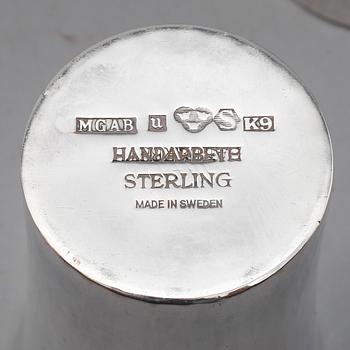 MGAB u S K9
HANDARBETE
STERLING
MADE IN SWEDEN